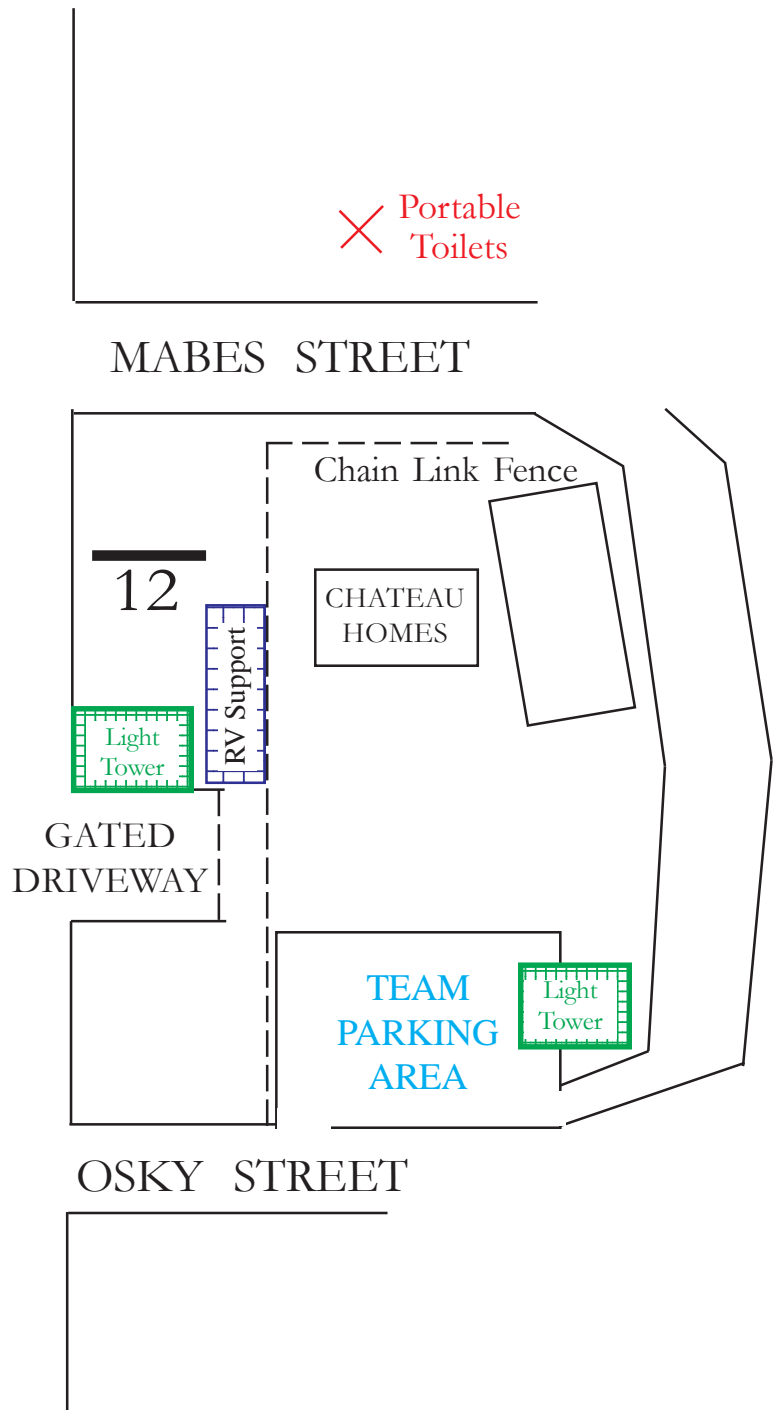 Portable
Toilets
MABES STREET
Chain Link Fence
12
CHATEAU
HOMES
RV Support
Light
Tower
GATED
DRIVEWAY
TEAM
PARKING
AREA
Light
Tower
OSKY STREET